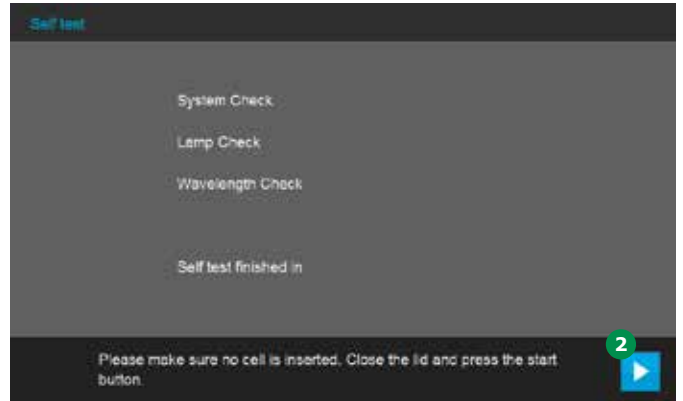 Self test
System Check
Lamp Check
Wavelength Check
Self test finished in
2
Please make sure no cell is inserted. Close the lid and press the start
button.